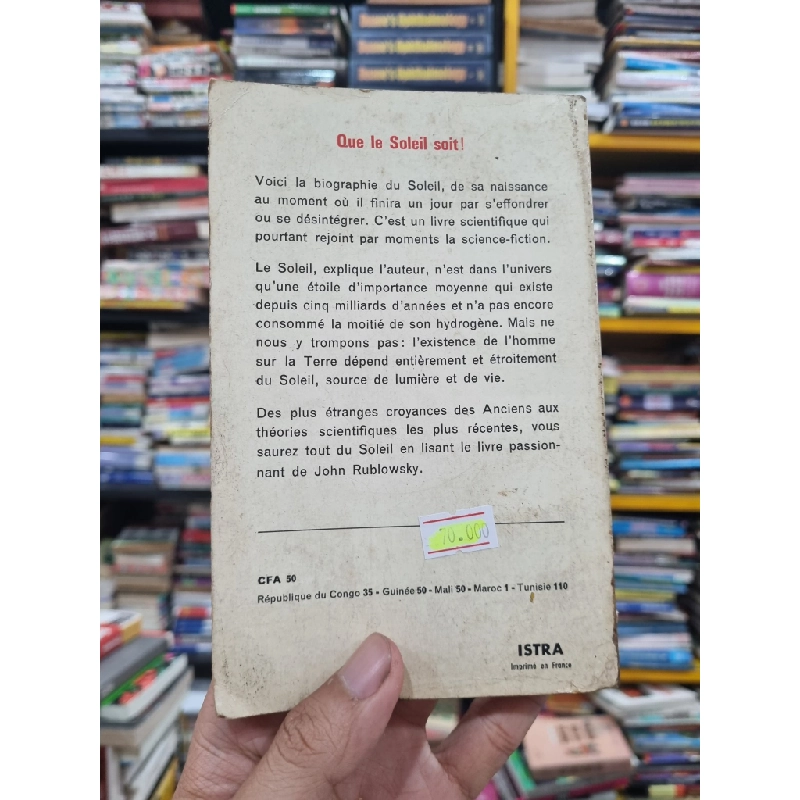 Que le Soleil soit!
Voici la biographie du Soleil, de sa naissance
au moment où il finira un jour par s'effondrer
ou se désintégrer. C'est un livre scientifique qui
pourtant rejoint par moments la science-fiction.
Le Soleil, explique l'auteur, n'est dans l'univers
qu'une étoile d'importance moyenne qui existe
depuis cinq milliards d'années et n'a pas encore
consommé la moitié de son hydrogène. Mais ne
nous y trompons pas: l'existence de l'homme
sur la Terre dépend entièrement et étroitement
du Soleil, source de lumière et de vie.
Des plus étranges croyances des Anciens aux
théories scientifiques les plus récentes, vous
saurez tout du Soleil en lisant le livre passion-
nant de John Rublowsky.
70.000
CFA 50
République du Congo 35 - Guinée 50 - Mali 50 - Maroc 1 - Tunisie 110
ISTRA
Imprimé en France